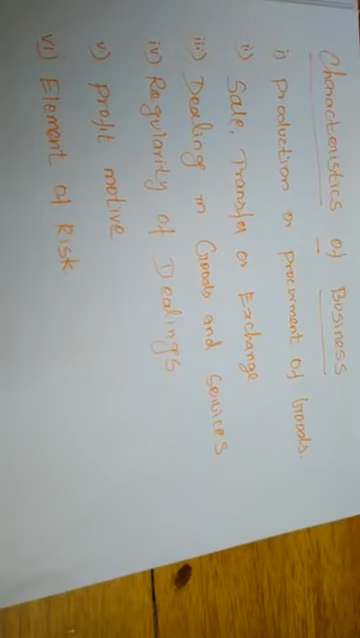 Characteristics of Business
i) Production or procurment of Goods.
ii) Sale, Transfer or Exchange
iii) Dealing in Goods and Services
iv) Regularity of Dealings
v) Profit motive
vi) Element of Risk